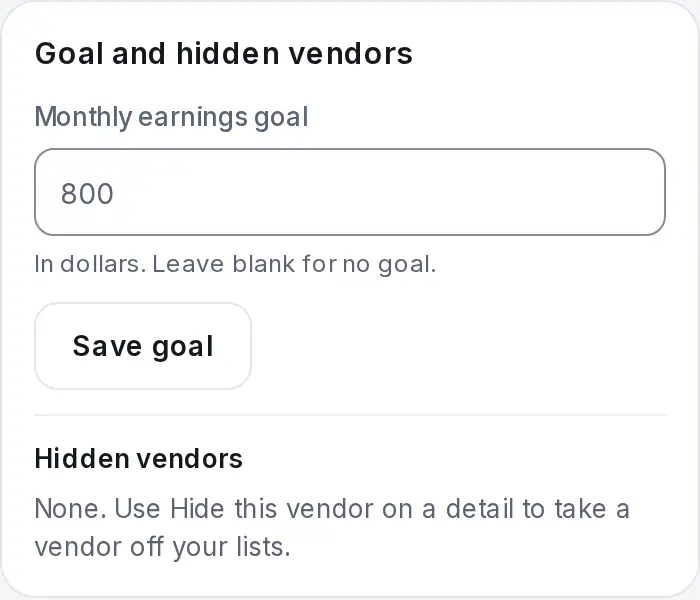 Goal and hidden vendors
Monthly earnings goal
800
In dollars. Leave blank for no goal.
Save goal
Hidden vendors
None. Use Hide this vendor on a detail to take a
vendor off your lists.